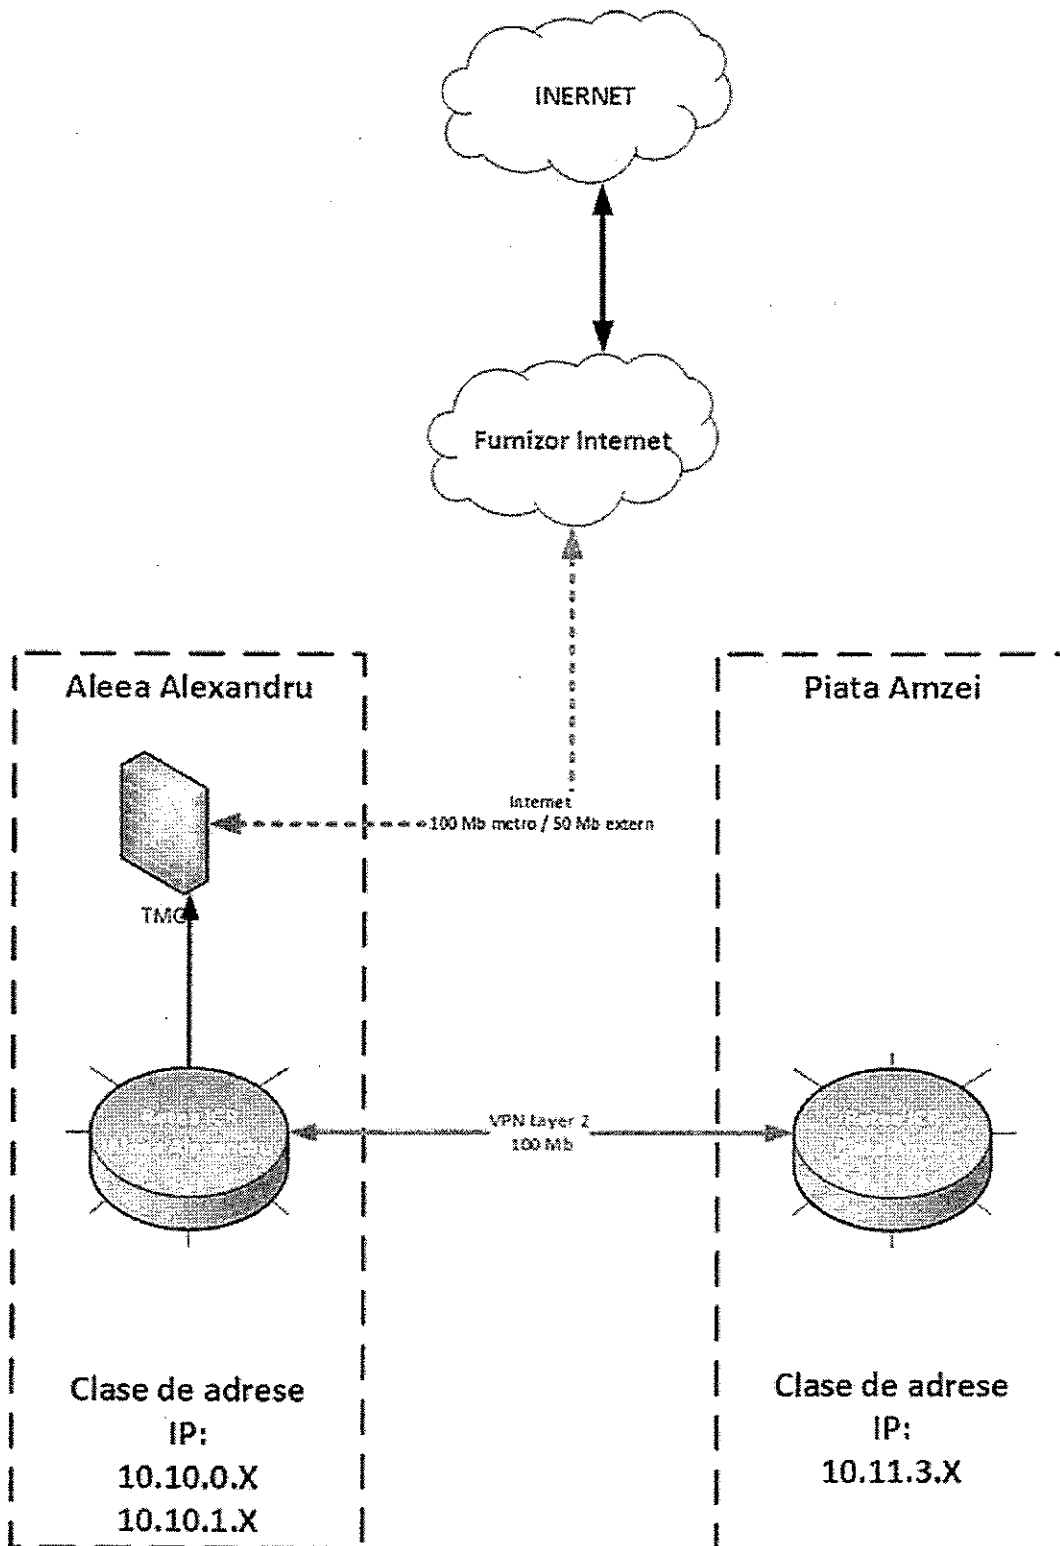 INERNET
Furnizor Internet
Aleea Alexandru
Piata Amzei
Internet
100 Mb metro / 50 Mb extern
TMG
VPN Layer 2
100 Mb
Clase de adrese
IP:
10.10.0.X
10.10.1.X
Clase de adrese
IP:
10.11.3.X